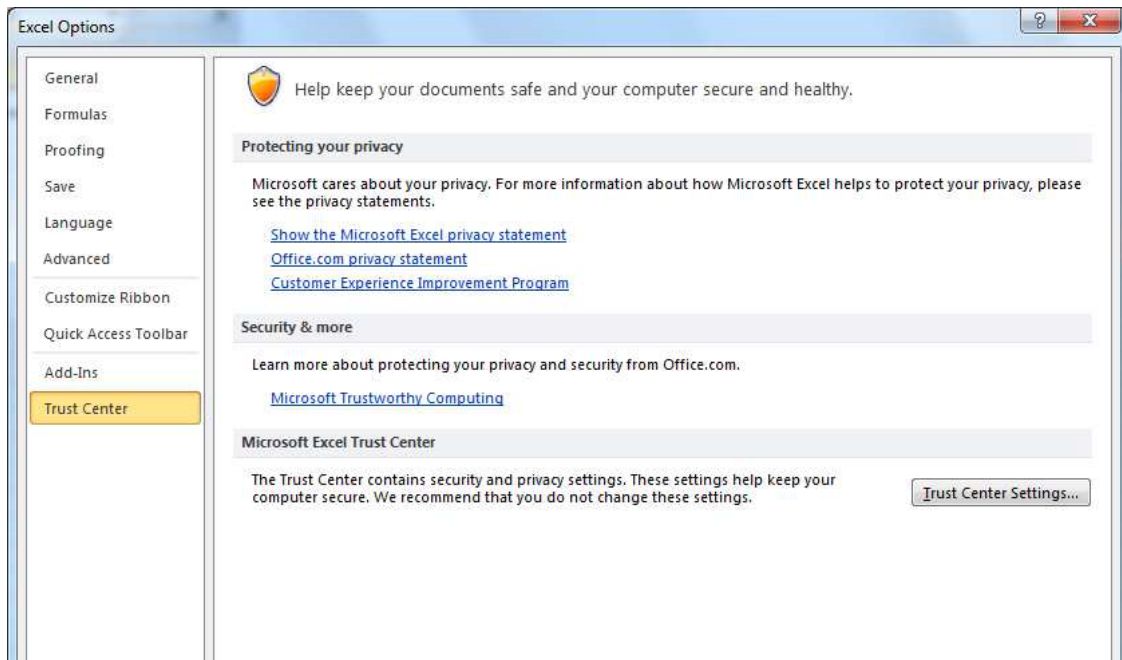 Excel Options
General
Formulas
Proofing
Save
Language
Advanced
Customize Ribbon
Quick Access Toolbar
Add-Ins
Trust Center
Help keep your documents safe and your computer secure and healthy.
Protecting your privacy
Microsoft cares about your privacy. For more information about how Microsoft Excel helps to protect your privacy, please
see the privacy statements.
Show the Microsoft Excel privacy statement
Office.com privacy statement
Customer Experience Improvement Program
Security & more
Learn more about protecting your privacy and security from Office.com.
Microsoft Trustworthy Computing
Microsoft Excel Trust Center
The Trust Center contains security and privacy settings. These settings help keep your
computer secure. We recommend that you do not change these settings.
Trust Center Settings...